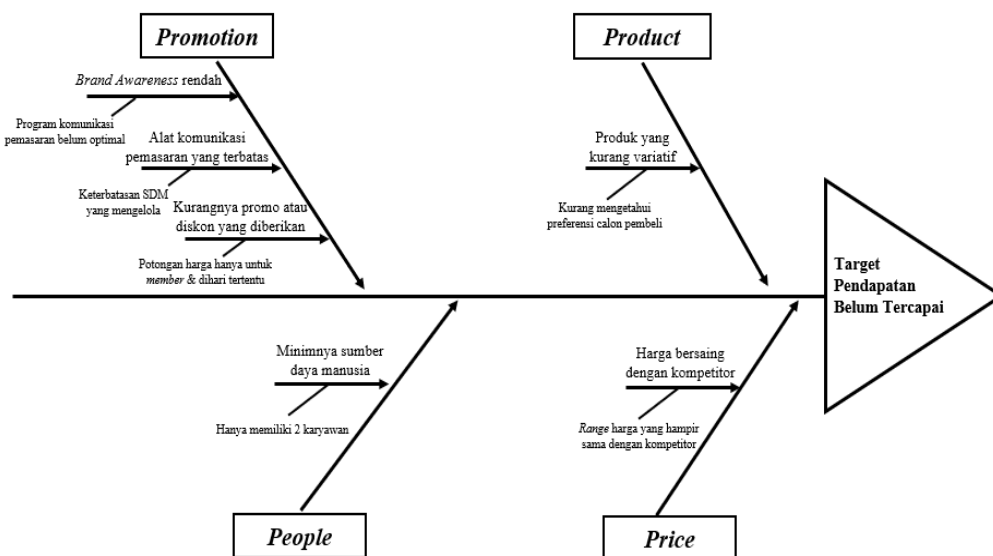 Promotion
Product
Brand Awareness rendah
Program komunikasi
pemasaran belum optimal
Alat komunikasi
pemasaran yang terbatas
Keterbatasan SDM
yang mengelola
Kurangnya promo atau
diskon yang diberikan
Potongan harga hanya untuk
member & dihari tertentu
Produk yang
kurang variatif
Kurang mengetahui
preferensi calon pembeli
Target
Pendapatan
Belum Tercapai
Minimnya sumber
daya manusia
Hanya memiliki 2 karyawan
Harga bersaing
dengan kompetitor
Range harga yang hampir
sama dengan kompetitor
People
Price